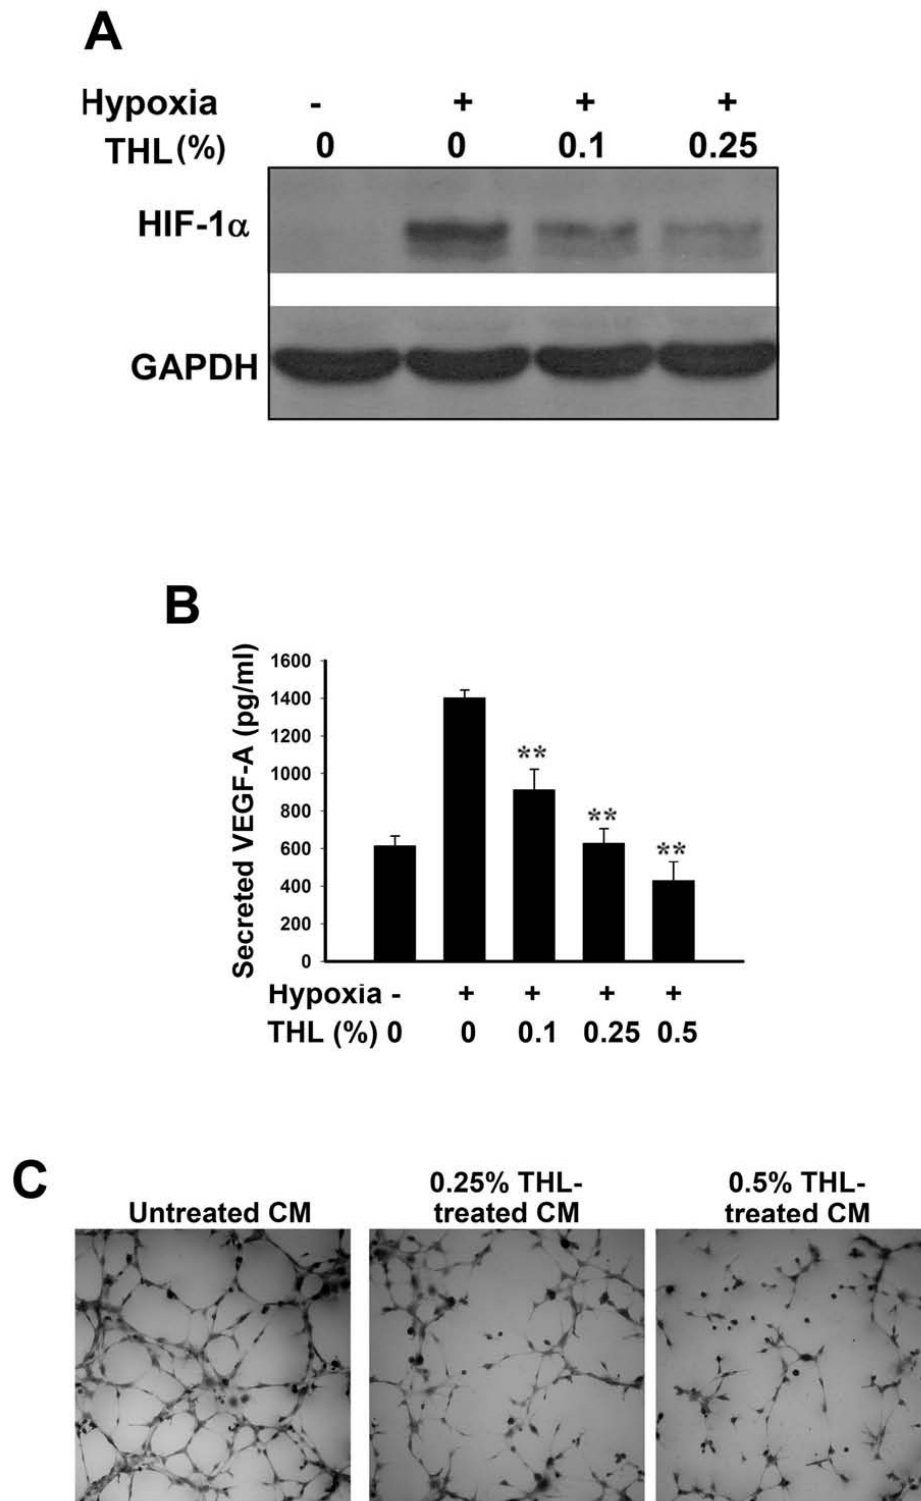 A
Hypoxia - + + +
THL(%) 0 0 0.1 0.25
HIF-1α
GAPDH
B
Secreted VEGF-A (pg/ml)
1600
1400
1200
1000
800
600
400
200
0
**
**
**
Hypoxia - + + + +
THL (%) 0 0 0.1 0.25 0.5
C
Untreated CM
0.25% THL-
treated CM
0.5% THL-
treated CM